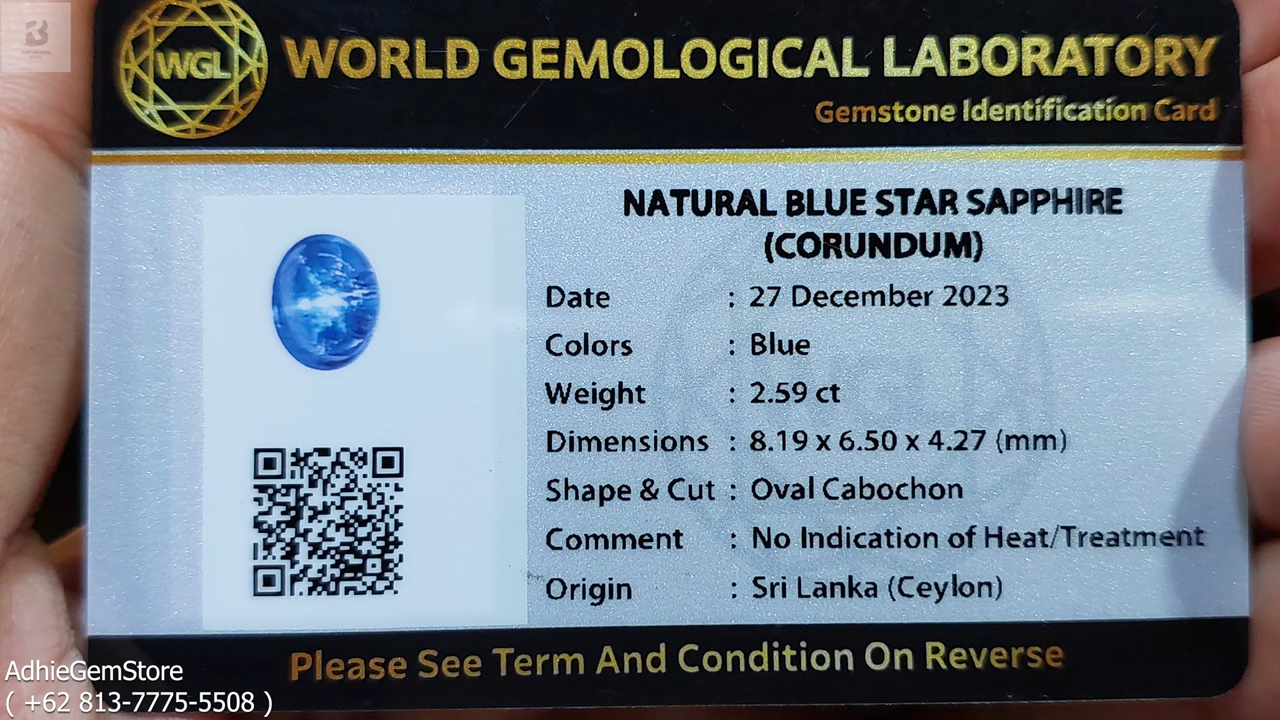 WGL
WORLD GEMOLOGICAL LABORATORY
Gemstone Identification Card
NATURAL BLUE STAR SAPPHIRE
(CORUNDUM)
Date : 27 December 2023
Colors : Blue
Weight : 2.59 ct
Dimensions : 8.19 x 6.50 x 4.27 (mm)
Shape & Cut : Oval Cabochon
Comment : No Indication of Heat/Treatment
Origin : Sri Lanka (Ceylon)
Please See Term And Condition On Reverse
AdhieGemStore
( +62 813-7775-5508 )